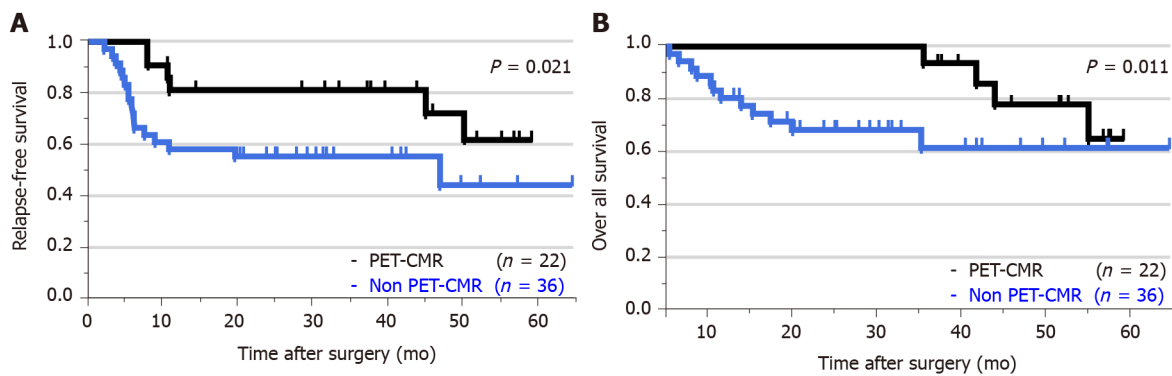 A
1.0
0.8
0.6
0.4
0.2
0.0
Relapse-free survival
P = 0.021
- PET-CMR (n = 22)
- Non PET-CMR (n = 36)
0 10 20 30 40 50 60
Time after surgery (mo)
B
1.0
0.8
0.6
0.4
0.2
0.0
Over all survival
P = 0.011
- PET-CMR (n = 22)
- Non PET-CMR (n = 36)
10 20 30 40 50 60
Time after surgery (mo)